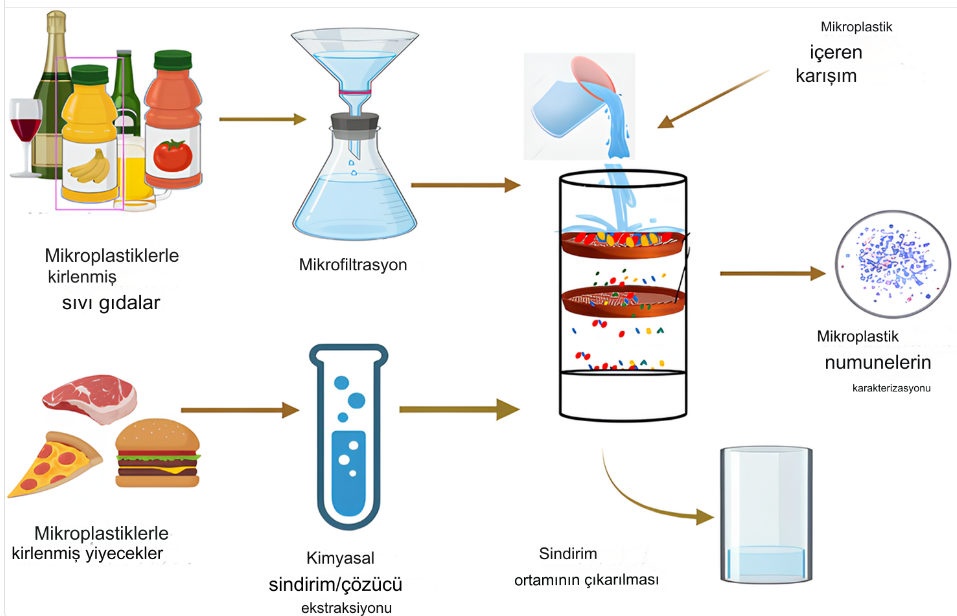 Mikroplastik
içeren
karışım
Mikroplastiklerle
kirlenmiş
sıvı gıdalar
Mikrofiltrasyon
Mikroplastik
numunelerin
karakterizasyonu
Mikroplastiklerle
kirlenmiş yiyecekler
Kimyasal
sindirim/çözücü
ekstraksiyonu
Sindirim
ortamının çıkarılması